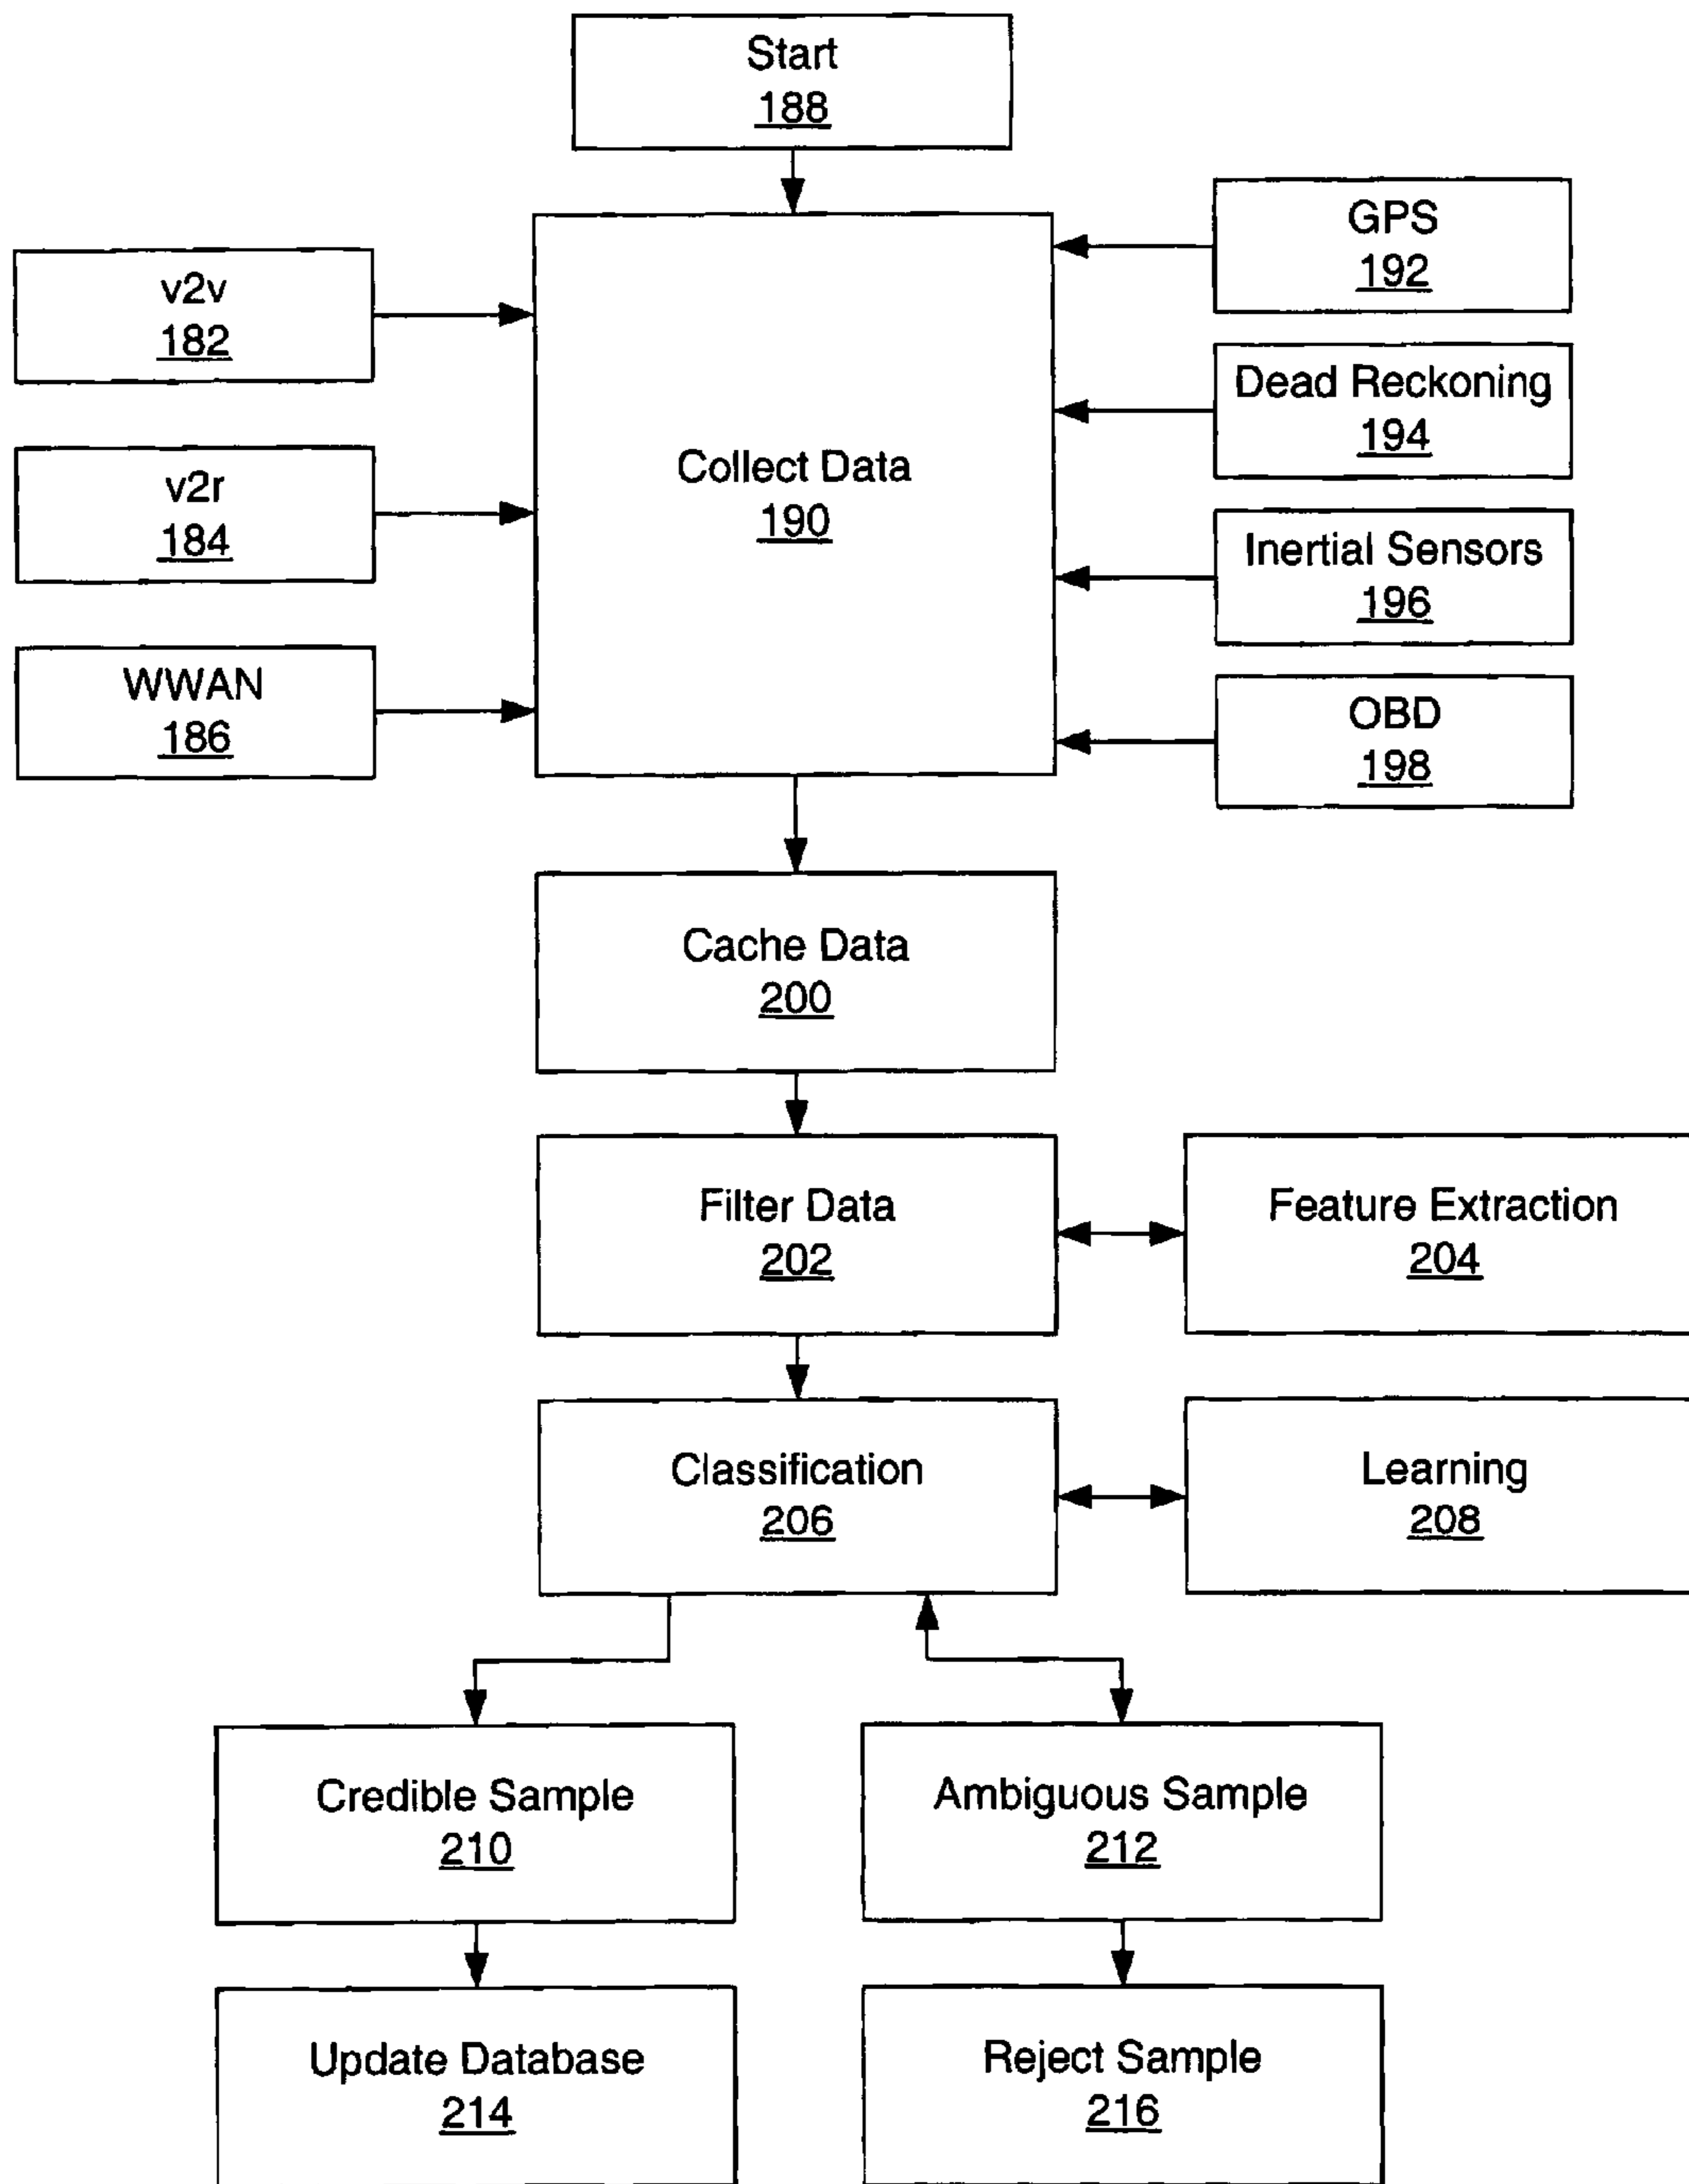 Start
188
v2v
182
v2r
184
WWAN
186
Collect Data
190
GPS
192
Dead Reckoning
194
Inertial Sensors
196
OBD
198
Cache Data
200
Filter Data
202
Feature Extraction
204
Classification
206
Learning
208
Credible Sample
210
Ambiguous Sample
212
Update Database
214
Reject Sample
216